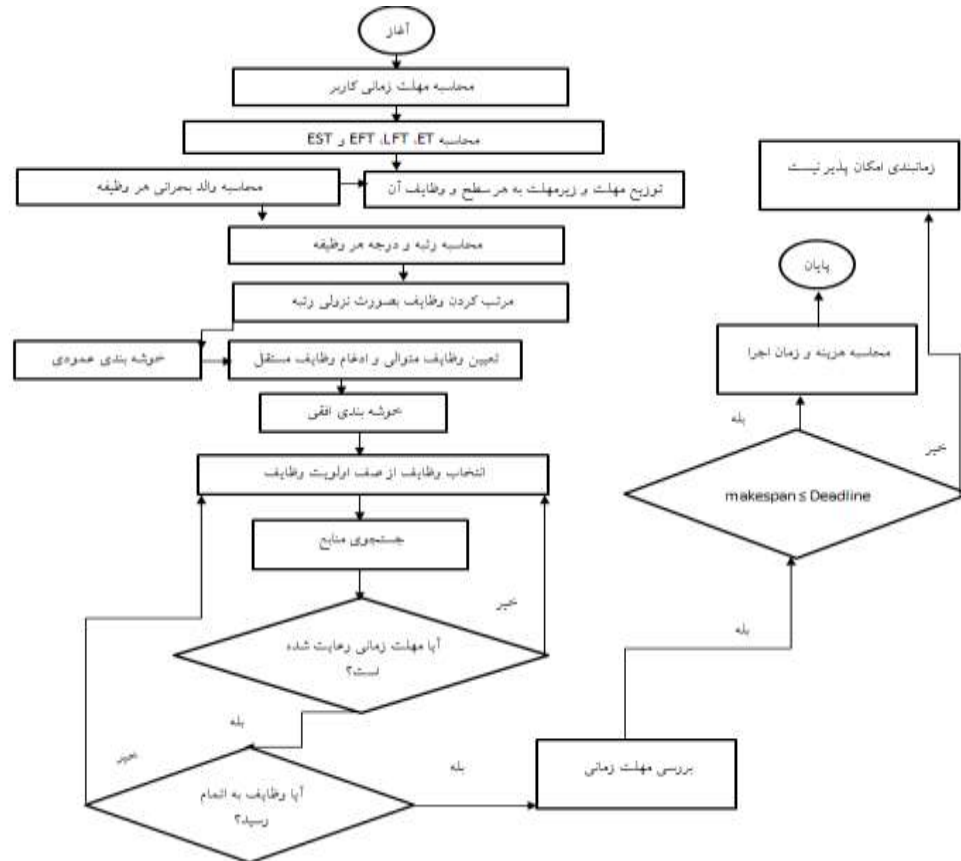 آغاز
محاسبه مهلت زمانی کاربر
محاسبه EFT ،LFT ،ET و EST
محاسبه والد بحرانی هر وظیفه
توزیع مهلت و زیرمهلت به هر سطح و وظایف آن
محاسبه رتبه و درجه هر وظیفه
مرتب کردن وظایف بصورت نزولی رتبه
خوشه بندی عمودی
تعیین وظایف متوالی و ادغام وظایف مستقل
خوشه بندی افقی
انتخاب وظایف از صف اولویت وظایف
جستجوی منابع
خیر
آیا مهلت زمانی رعایت شده
است؟
بله
خیر
آیا وظایف به اتمام
رسید؟
بله
بررسی مهلت زمانی
بله
makespan ≤ Deadline
بله
خیر
محاسبه هزینه و زمان اجرا
پایان
زمانبندی امکان پذیر نیست